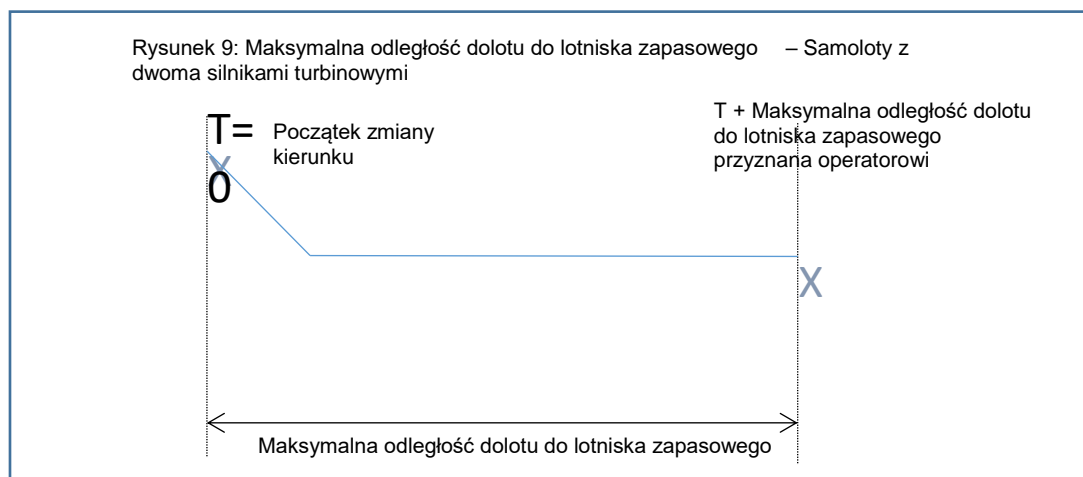 Rysunek 9: Maksymalna odległość dolotu do lotniska zapasowego – Samoloty z
dwoma silnikami turbinowymi
T=
0
X
Początek zmiany
kierunku
T + Maksymalna odległość dolotu
do lotniska zapasowego
przyznana operatorowi
X
Maksymalna odległość dolotu do lotniska zapasowego